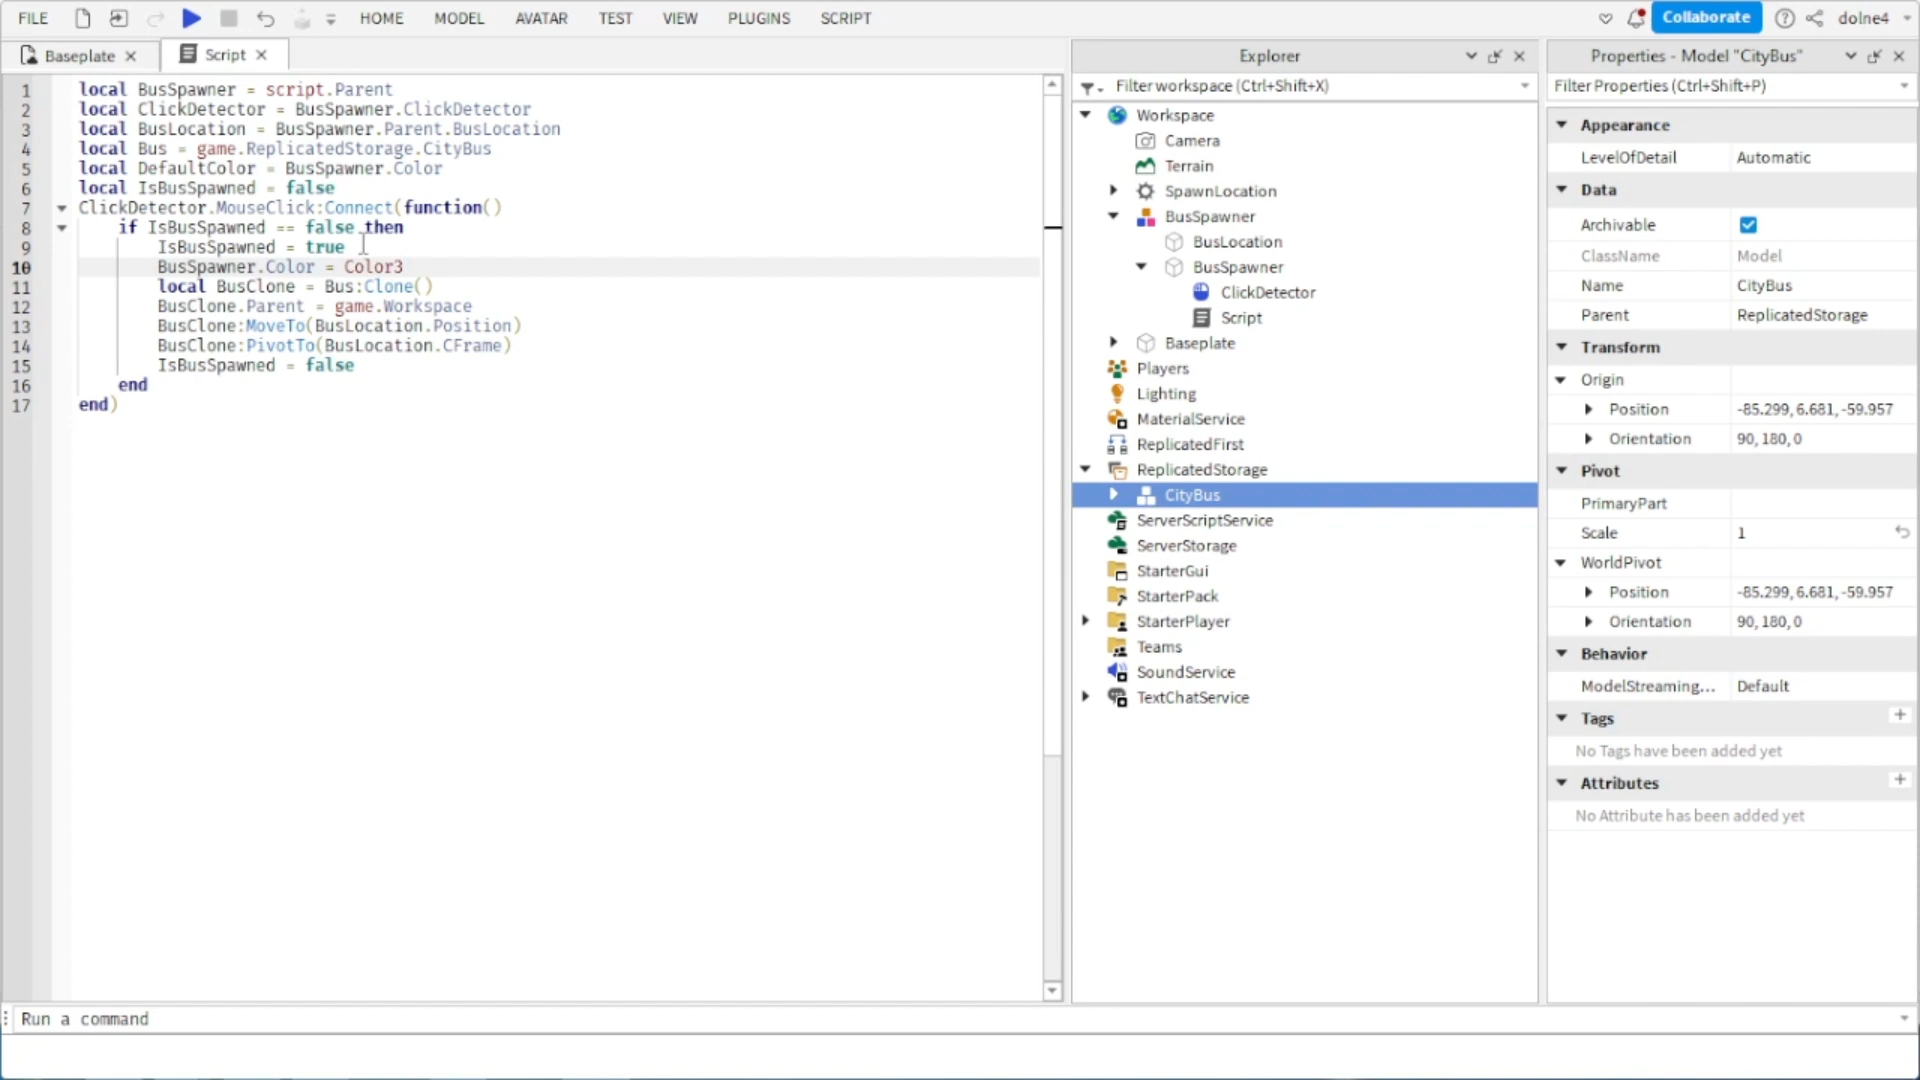 FILE HOME MODEL AVATAR TEST VIEW PLUGINS SCRIPT Collaborate dolne4
Baseplate Script
1 local BusSpawner = script.Parent
2 local ClickDetector = BusSpawner.ClickDetector
3 local BusLocation = BusSpawner.Parent.BusLocation
4 local Bus = game.ReplicatedStorage.CityBus
5 local DefaultColor = BusSpawner.Color
6 local IsBusSpawned = false
7 ClickDetector.MouseClick:Connect(function()
8 if IsBusSpawned == false then
9 IsBusSpawned = true
10 BusSpawner.Color = Color3
11 local BusClone = Bus:Clone()
12 BusClone.Parent = game.Workspace
13 BusClone:MoveTo(BusLocation.Position)
14 BusClone:PivotTo(BusLocation.CFrame)
15 IsBusSpawned = false
16 end
17 end)
Explorer
Filter workspace (Ctrl+Shift+X)
Workspace
Camera
Terrain
SpawnLocation
BusSpawner
BusLocation
BusSpawner
ClickDetector
Script
Baseplate
Players
Lighting
MaterialService
ReplicatedFirst
ReplicatedStorage
CityBus
ServerScriptService
ServerStorage
StarterGui
StarterPack
StarterPlayer
Teams
SoundService
TextChatService
Properties - Model "CityBus"
Filter Properties (Ctrl+Shift+P)
Appearance
LevelOfDetail Automatic
Data
Archivable
ClassName Model
Name CityBus
Parent ReplicatedStorage
Transform
Origin
Position -85.299, 6.681, -59.957
Orientation 90, 180, 0
Pivot
PrimaryPart
Scale 1
WorldPivot
Position -85.299, 6.681, -59.957
Orientation 90, 180, 0
Behavior
ModelStreaming... Default
Tags
No Tags have been added yet
Attributes
No Attribute has been added yet
Run a command